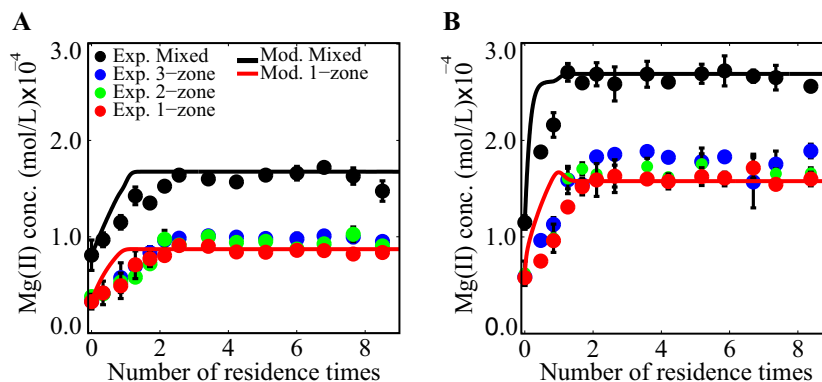 A
B
Mg(II) conc. (mol/L)x10⁻⁴
3.0
2.0
1.0
0.0
Exp. Mixed
Exp. 3−zone
Exp. 2−zone
Exp. 1−zone
Mod. Mixed
Mod. 1−zone
0 2 4 6 8
Number of residence times
Mg(II) conc. (mol/L)x10⁻⁴
3.0
2.0
1.0
0.0
0 2 4 6 8
Number of residence times